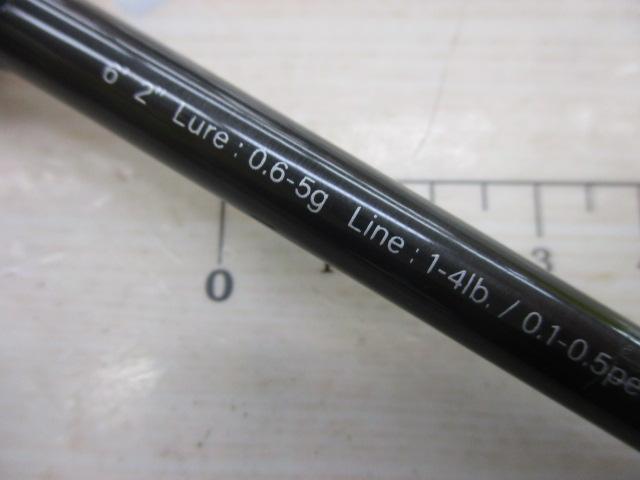 6' 2" Lure : 0.6-5g Line : 1-4lb. / 0.1-0.5pe
0 3